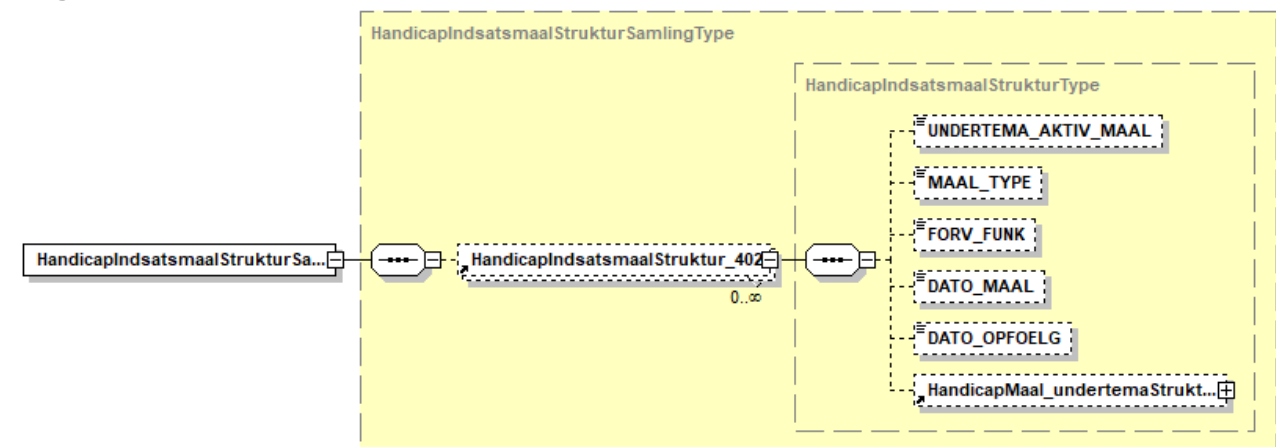 HandicapIndsatsmaalStrukturSamlingType
HandicapIndsatsmaalStrukturType
UNDERTEMA_AKTIV_MAAL
MAAL_TYPE
FORV_FUNK
HandicapIndsatsmaalStrukturSa...
HandicapIndsatsmaalStruktur_402
0..∞
DATO_MAAL
DATO_OPFOELG
HandicapMaal_undertemaStrukt...